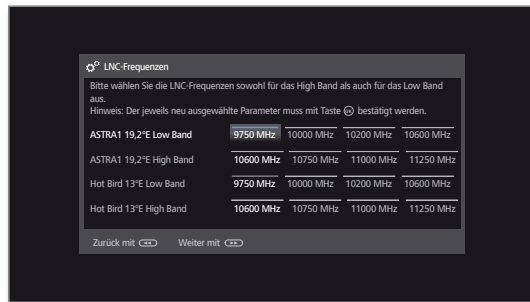 LNC-Frequenzen
Bitte wählen Sie die LNC-Frequenzen sowohl für das High Band als auch für das Low Band
aus.
Hinweis: Der jeweils neu ausgewählte Parameter muss mit Taste OK bestätigt werden.
ASTRA1 19,2°E Low Band 9750 MHz 10000 MHz 10200 MHz 10600 MHz
ASTRA1 19,2°E High Band 10600 MHz 10750 MHz 11000 MHz 11250 MHz
Hot Bird 13°E Low Band 9750 MHz 10000 MHz 10200 MHz 10600 MHz
Hot Bird 13°E High Band 10600 MHz 10750 MHz 11000 MHz 11250 MHz
Zurück mit Weiter mit